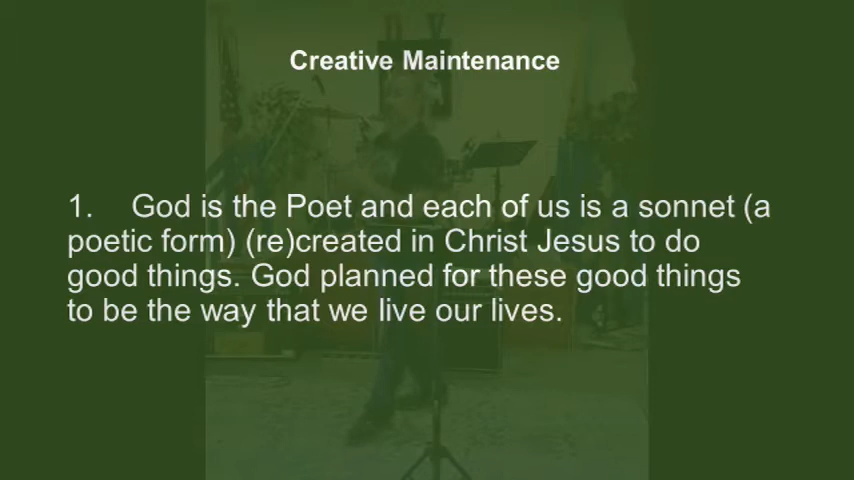 Creative Maintenance
1. God is the Poet and each of us is a sonnet (a
poetic form) (re)created in Christ Jesus to do
good things. God planned for these good things
to be the way that we live our lives.